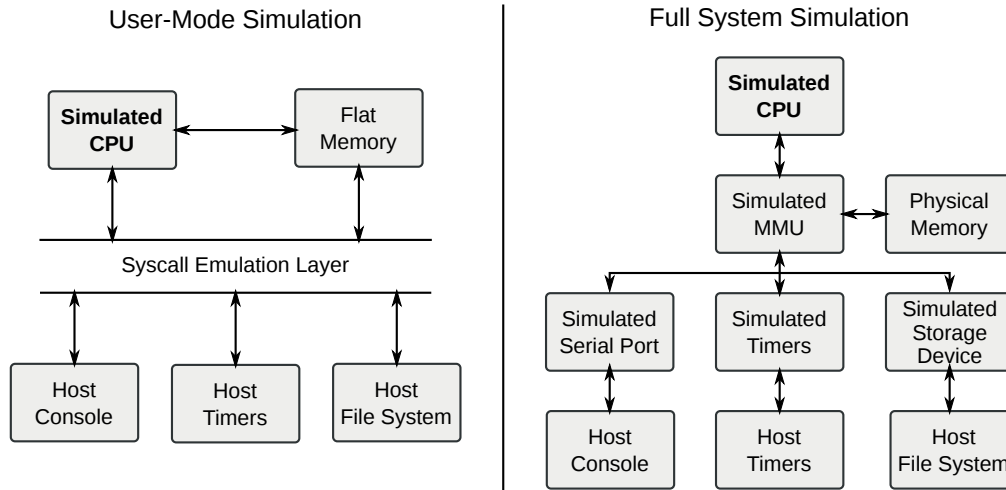 User-Mode Simulation
Simulated
CPU
Flat
Memory
Syscall Emulation Layer
Host
Console
Host
Timers
Host
File System
Full System Simulation
Simulated
CPU
Simulated
MMU
Physical
Memory
Simulated
Serial Port
Simulated
Timers
Simulated
Storage
Device
Host
Console
Host
Timers
Host
File System